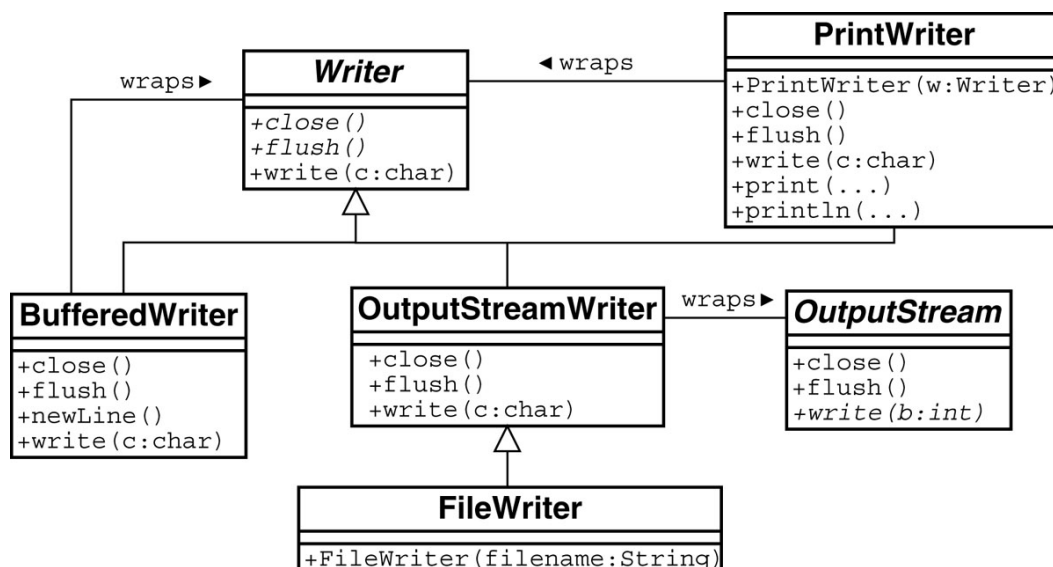 Writer
+close()
+flush()
+write(c:char)
wraps►
◄wraps
PrintWriter
+PrintWriter(w:Writer)
+close()
+flush()
+write(c:char)
+print(...)
+println(...)
BufferedWriter
+close()
+flush()
+newLine()
+write(c:char)
OutputStreamWriter
+close()
+flush()
+write(c:char)
wraps►
OutputStream
+close()
+flush()
+write(b:int)
FileWriter
+FileWriter(filename:String)